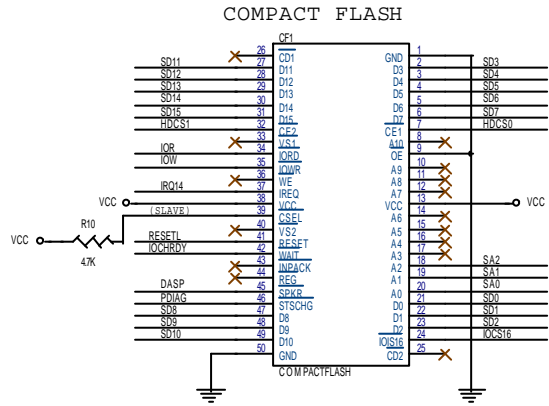 COMPACT FLASH
CF1
26 CD1 GND 1
SD11 27 D11 D3 2 SD3
SD12 28 D12 D4 3 SD4
SD13 29 D13 D5 4 SD5
SD14 30 D14 D6 5 SD6
SD15 31 D15 D7 6 SD7
HDCS1 32 CE2 CE1 7 HDCS0
33 VS1 A10 8
IOR 34 IORD OE 9
IOW 35 IOWR A9 10
36 WE A8 11
IRQ14 37 IREQ A7 12
VCC 38 VCC VCC 13 VCC
(SLAVE) 39 CSEL A6 14
R10
VCC
4.7K
40 VS2 A5 15
RESETL 41 RESET A4 16
IOCHRDY 42 WAIT A3 17
43 INPACK A2 18 SA2
44 REG A1 19 SA1
DASP 45 SPKR A0 20 SA0
PDIAG 46 STSCHG D0 21 SD0
SD8 47 D8 D1 22 SD1
SD9 48 D9 D2 23 SD2
SD10 49 D10 IOIS16 24 IOCS16
50 GND CD2 25
COMPACTFLASH